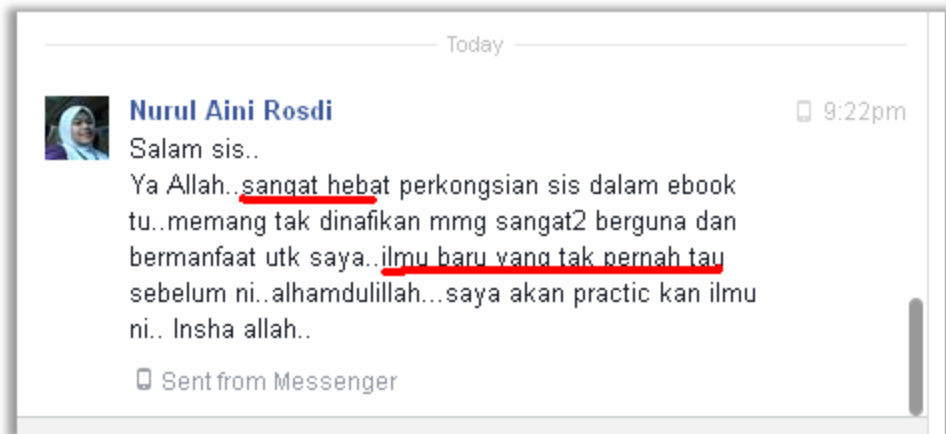 Today
Nurul Aini Rosdi 9:22pm
Salam sis..
Ya Allah..sangat hebat perkongsian sis dalam ebook
tu..memang tak dinafikan mmg sangat2 berguna dan
bermanfaat utk saya..ilmu baru yang tak pernah tau
sebelum ni..alhamdulillah...saya akan practic kan ilmu
ni.. Insha allah..
Sent from Messenger